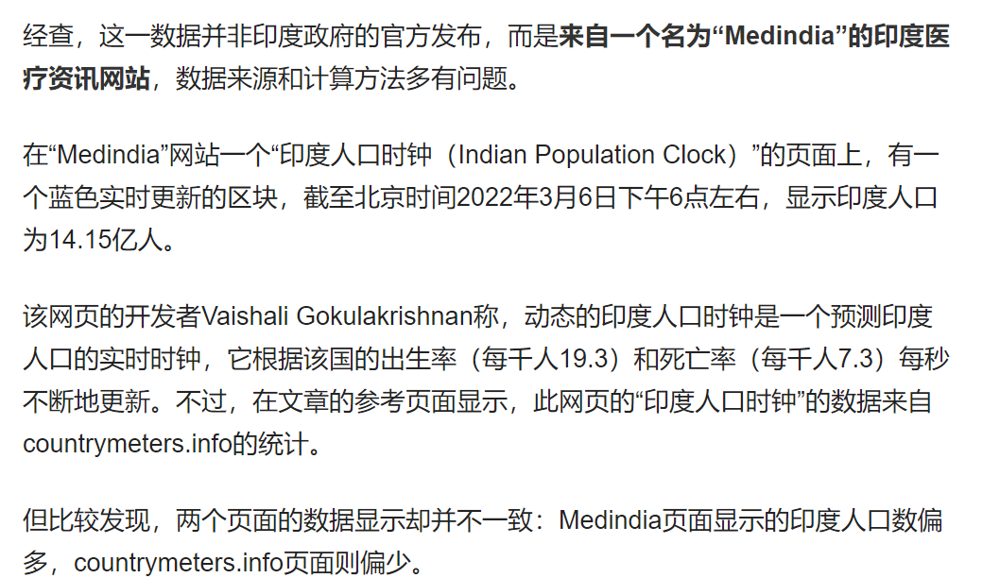 经查，这一数据并非印度政府的官方发布，而是来自一个名为“Medindia”的印度医
疗资讯网站，数据来源和计算方法多有问题。
在“Medindia”网站一个“印度人口时钟（Indian Population Clock）”的页面上，有一
个蓝色实时更新的区块，截至北京时间2022年3月6日下午6点左右，显示印度人口
为14.15亿人。
该网页的开发者Vaishali Gokulakrishnan称，动态的印度人口时钟是一个预测印度
人口的实时时钟，它根据该国的出生率（每千人19.3）和死亡率（每千人7.3）每秒
不断地更新。不过，在文章的参考页面显示，此网页的“印度人口时钟”的数据来自
countrymeters.info的统计。
但比较发现，两个页面的数据显示却并不一致：Medindia页面显示的印度人口数偏
多，countrymeters.info页面则偏少。